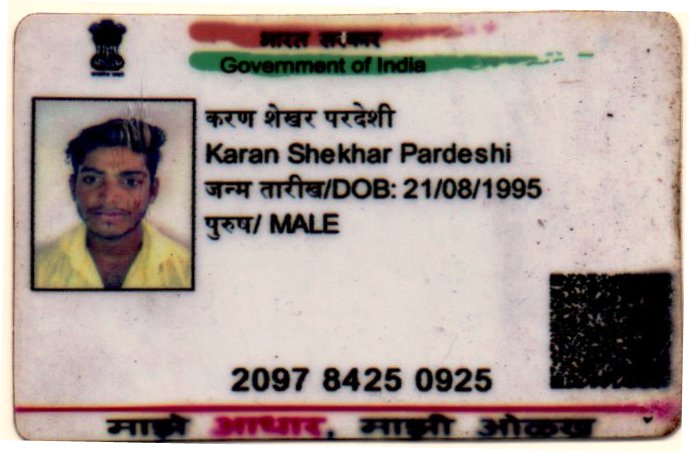 भारत सरकार
Government of India
करण शेखर परदेशी
Karan Shekhar Pardeshi
जन्म तारीख/DOB: 21/08/1995
पुरुष/ MALE
2097 8425 0925
माझे आधार, माझी ओळख